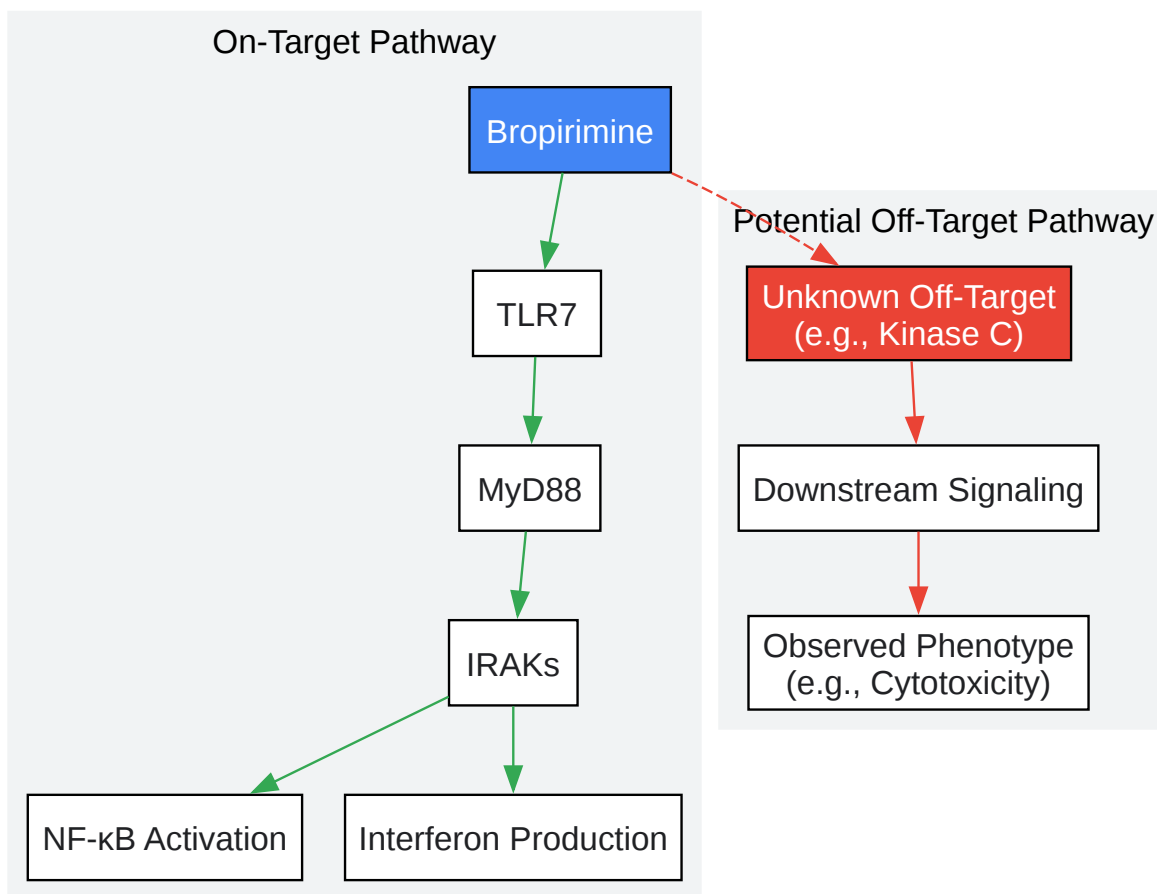 On-Target Pathway
Bropirimine
TLR7
MyD88
IRAKs
NF-κB Activation
Interferon Production
Potential Off-Target Pathway
Unknown Off-Target
(e.g., Kinase C)
Downstream Signaling
Observed Phenotype
(e.g., Cytotoxicity)